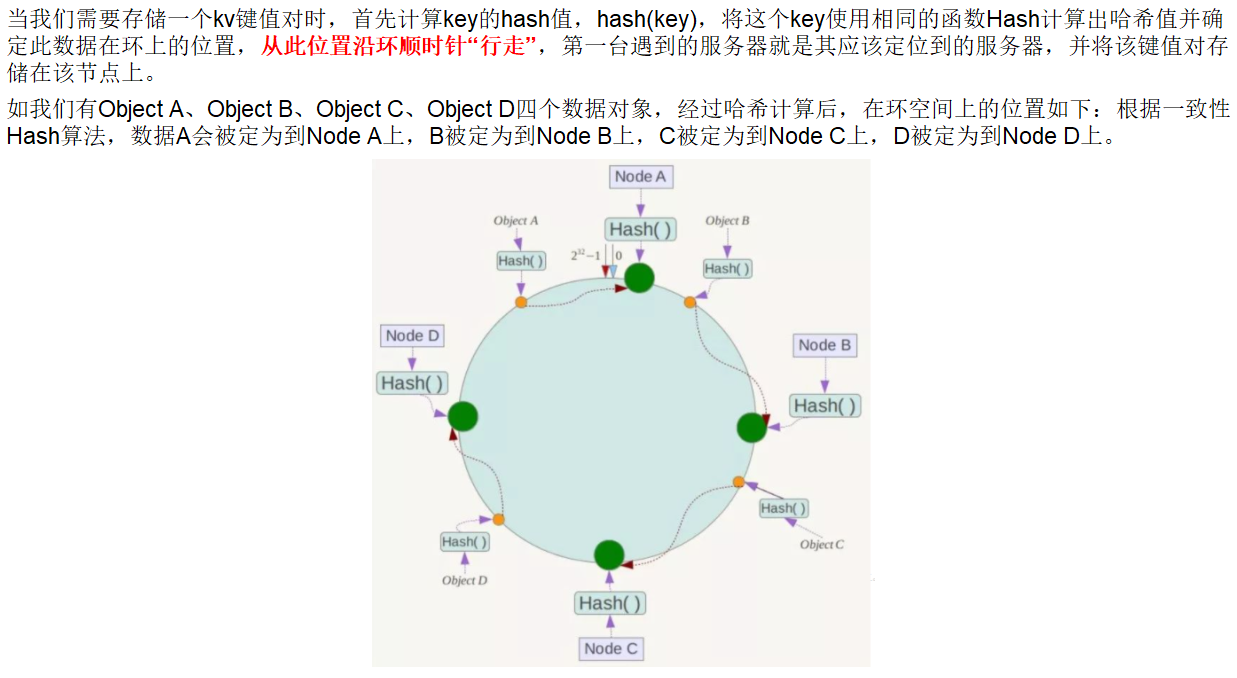 当我们需要存储一个kv键值对时，首先计算key的hash值，hash(key)，将这个key使用相同的函数Hash计算出哈希值并确
定此数据在环上的位置，从此位置沿环顺时针“行走”，第一台遇到的服务器就是其应该定位到的服务器，并将该键值对存
储在该节点上。
如我们有Object A、Object B、Object C、Object D四个数据对象，经过哈希计算后，在环空间上的位置如下：根据一致性
Hash算法，数据A会被定为到Node A上，B被定为到Node B上，C被定为到Node C上，D被定为到Node D上。
Node A
Object A
Hash( )
Object B
Hash( )
2³²−1
0
Hash( )
Node D
Node B
Hash( )
Hash( )
Hash( )
Object C
Hash( )
Object D
Hash( )
Node C